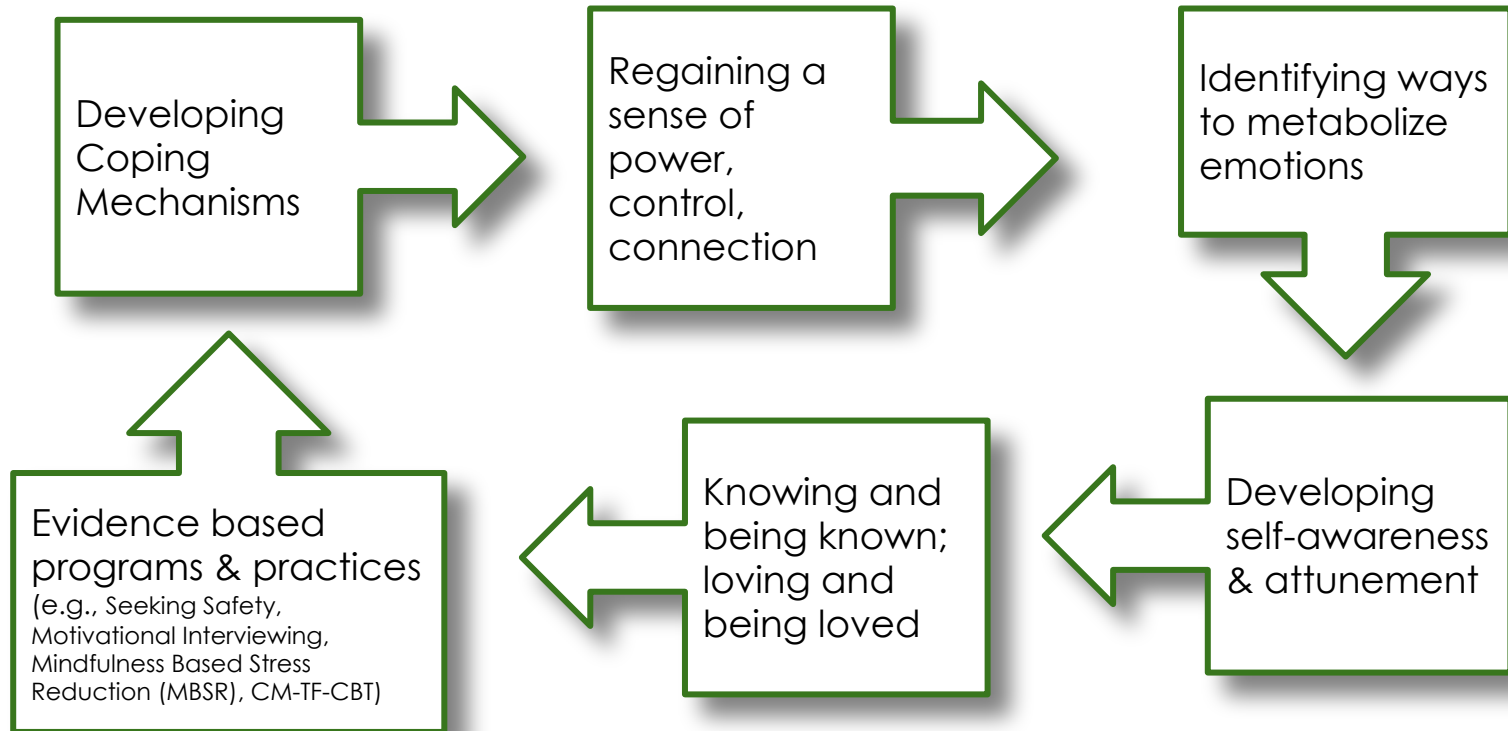 Developing
Coping
Mechanisms
Regaining a
sense of
power,
control,
connection
Identifying ways
to metabolize
emotions
Developing
self-awareness
& attunement
Knowing and
being known;
loving and
being loved
Evidence based
programs & practices
(e.g., Seeking Safety,
Motivational Interviewing,
Mindfulness Based Stress
Reduction (MBSR), CM-TF-CBT)